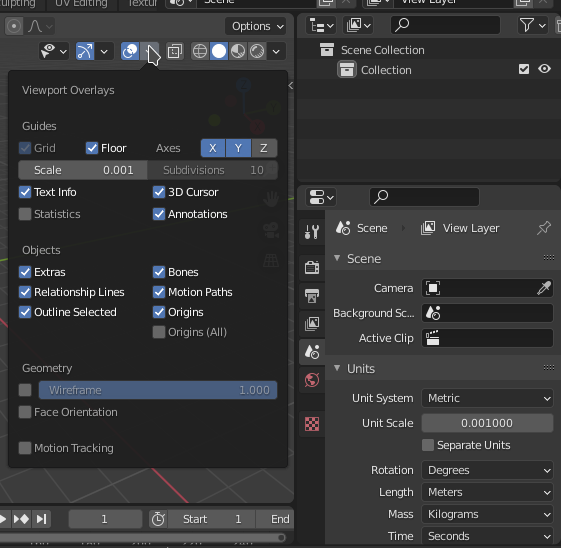 UV Editing
Scene
View Layer
Options
Viewport Overlays
Guides
Grid
Floor
Axes
X
Y
Z
Scale
0.001
Subdivisions
10
Text Info
3D Cursor
Statistics
Annotations
Objects
Extras
Bones
Relationship Lines
Motion Paths
Outline Selected
Origins
Origins (All)
Geometry
Wireframe
1.000
Face Orientation
Motion Tracking
1
Start
1
End
Scene Collection
Collection
Scene
View Layer
Scene
Camera
Background Sc...
Active Clip
Units
Unit System
Metric
Unit Scale
0.001000
Separate Units
Rotation
Degrees
Length
Meters
Mass
Kilograms
Time
Seconds